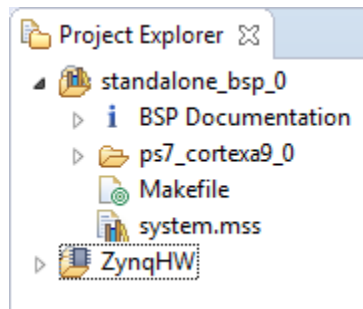 Project Explorer
standalone_bsp_0
BSP Documentation
ps7_cortexa9_0
Makefile
system.mss
ZynqHW